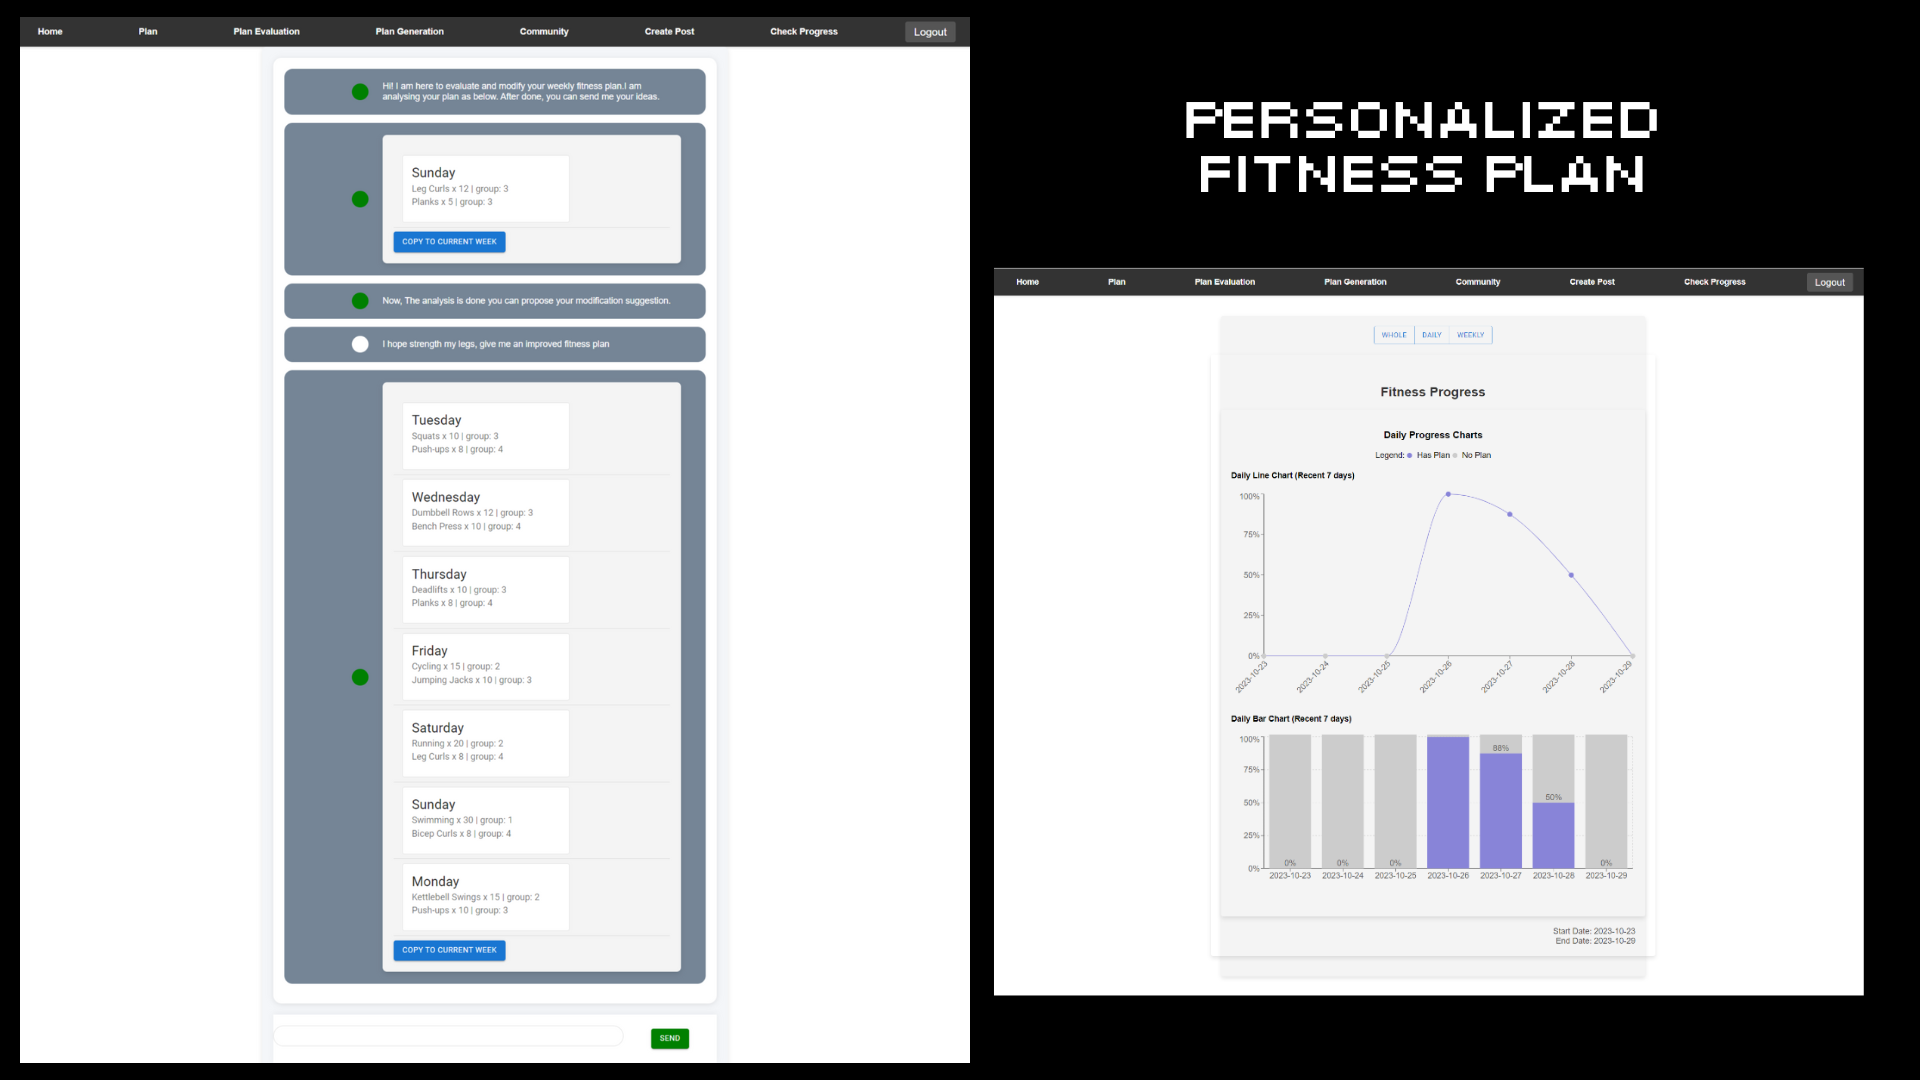 Home Plan Plan Evaluation Plan Generation Community Create Post Check Progress Logout
Hi! I am here to evaluate and modify your weekly fitness plan.I am
analysing your plan as below. After done, you can send me your ideas.
Sunday
Leg Curls x 12 | group: 3
Planks x 5 | group: 3
COPY TO CURRENT WEEK
Now, The analysis is done you can propose your modification suggestion.
I hope strength my legs, give me an improved fitness plan
Tuesday
Squats x 10 | group: 3
Push-ups x 8 | group: 4
Wednesday
Dumbbell Rows x 12 | group: 3
Bench Press x 10 | group: 4
Thursday
Deadlifts x 10 | group: 3
Planks x 8 | group: 4
Friday
Cycling x 15 | group: 2
Jumping Jacks x 10 | group: 3
Saturday
Running x 20 | group: 2
Leg Curls x 8 | group: 4
Sunday
Swimming x 30 | group: 1
Bicep Curls x 8 | group: 4
Monday
Kettlebell Swings x 15 | group: 2
Push-ups x 10 | group: 3
COPY TO CURRENT WEEK
SEND
PERSONALIZED
FITNESS PLAN
Home Plan Plan Evaluation Plan Generation Community Create Post Check Progress Logout
WHOLE DAILY WEEKLY
Fitness Progress
Daily Progress Charts
Legend: Has Plan No Plan
Daily Line Chart (Recent 7 days)
100%
75%
50%
25%
0%
2023-10-23 2023-10-24 2023-10-25 2023-10-26 2023-10-27 2023-10-28 2023-10-29
Daily Bar Chart (Recent 7 days)
100%
88%
75%
50% 50%
25%
0% 0% 0% 0% 0%
2023-10-23 2023-10-24 2023-10-25 2023-10-26 2023-10-27 2023-10-28 2023-10-29
Start Date: 2023-10-23
End Date: 2023-10-29